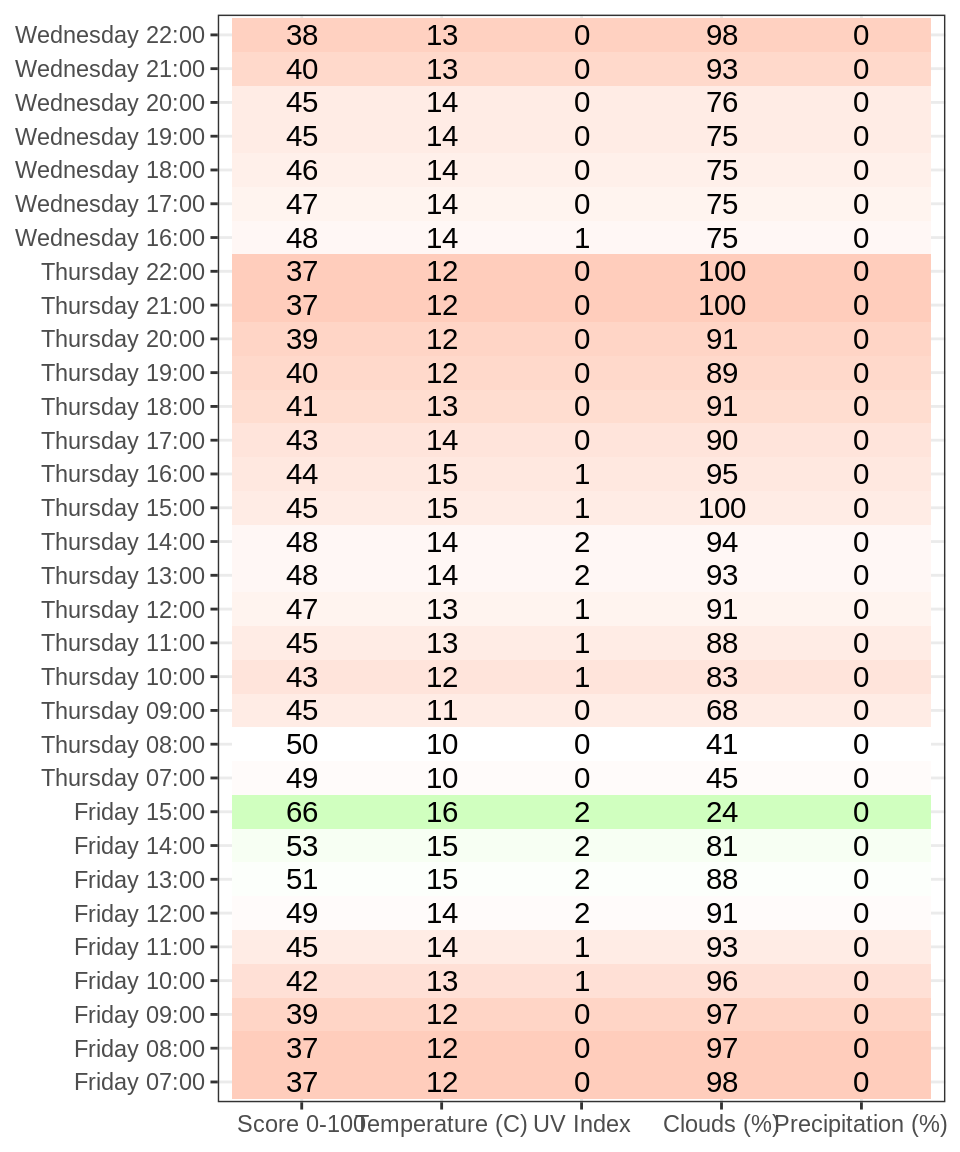 Wednesday 22:00 38 13 0 98 0
Wednesday 21:00 40 13 0 93 0
Wednesday 20:00 45 14 0 76 0
Wednesday 19:00 45 14 0 75 0
Wednesday 18:00 46 14 0 75 0
Wednesday 17:00 47 14 0 75 0
Wednesday 16:00 48 14 1 75 0
Thursday 22:00 37 12 0 100 0
Thursday 21:00 37 12 0 100 0
Thursday 20:00 39 12 0 91 0
Thursday 19:00 40 12 0 89 0
Thursday 18:00 41 13 0 91 0
Thursday 17:00 43 14 0 90 0
Thursday 16:00 44 15 1 95 0
Thursday 15:00 45 15 1 100 0
Thursday 14:00 48 14 2 94 0
Thursday 13:00 48 14 2 93 0
Thursday 12:00 47 13 1 91 0
Thursday 11:00 45 13 1 88 0
Thursday 10:00 43 12 1 83 0
Thursday 09:00 45 11 0 68 0
Thursday 08:00 50 10 0 41 0
Thursday 07:00 49 10 0 45 0
Friday 15:00 66 16 2 24 0
Friday 14:00 53 15 2 81 0
Friday 13:00 51 15 2 88 0
Friday 12:00 49 14 2 91 0
Friday 11:00 45 14 1 93 0
Friday 10:00 42 13 1 96 0
Friday 09:00 39 12 0 97 0
Friday 08:00 37 12 0 97 0
Friday 07:00 37 12 0 98 0
Score 0-100 Temperature (C) UV Index Clouds (%) Precipitation (%)